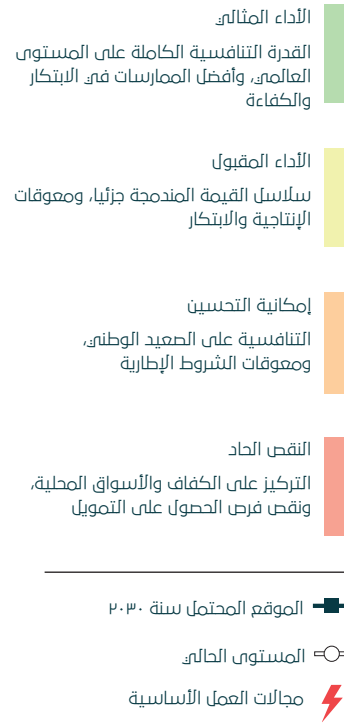 الأداء المثالي
القدرة التنافسية الكاملة على المستوى
العالمي، وأفضل الممارسات في الابتكار
والكفاءة
الأداء المقبول
سلاسل القيمة المندمجة جزئيا، ومعوقات
الإنتاجية والابتكار
إمكانية التحسين
التنافسية على الصعيد الوطني،
ومعوقات الشروط الإطارية
النقص الحاد
التركيز على الكفاف والأسواق المحلية،
ونقص فرص الحصول على التمويل
الموقع المحتمل سنة ٢٠٣٠
المستوى الحالي
مجالات العمل الأساسية